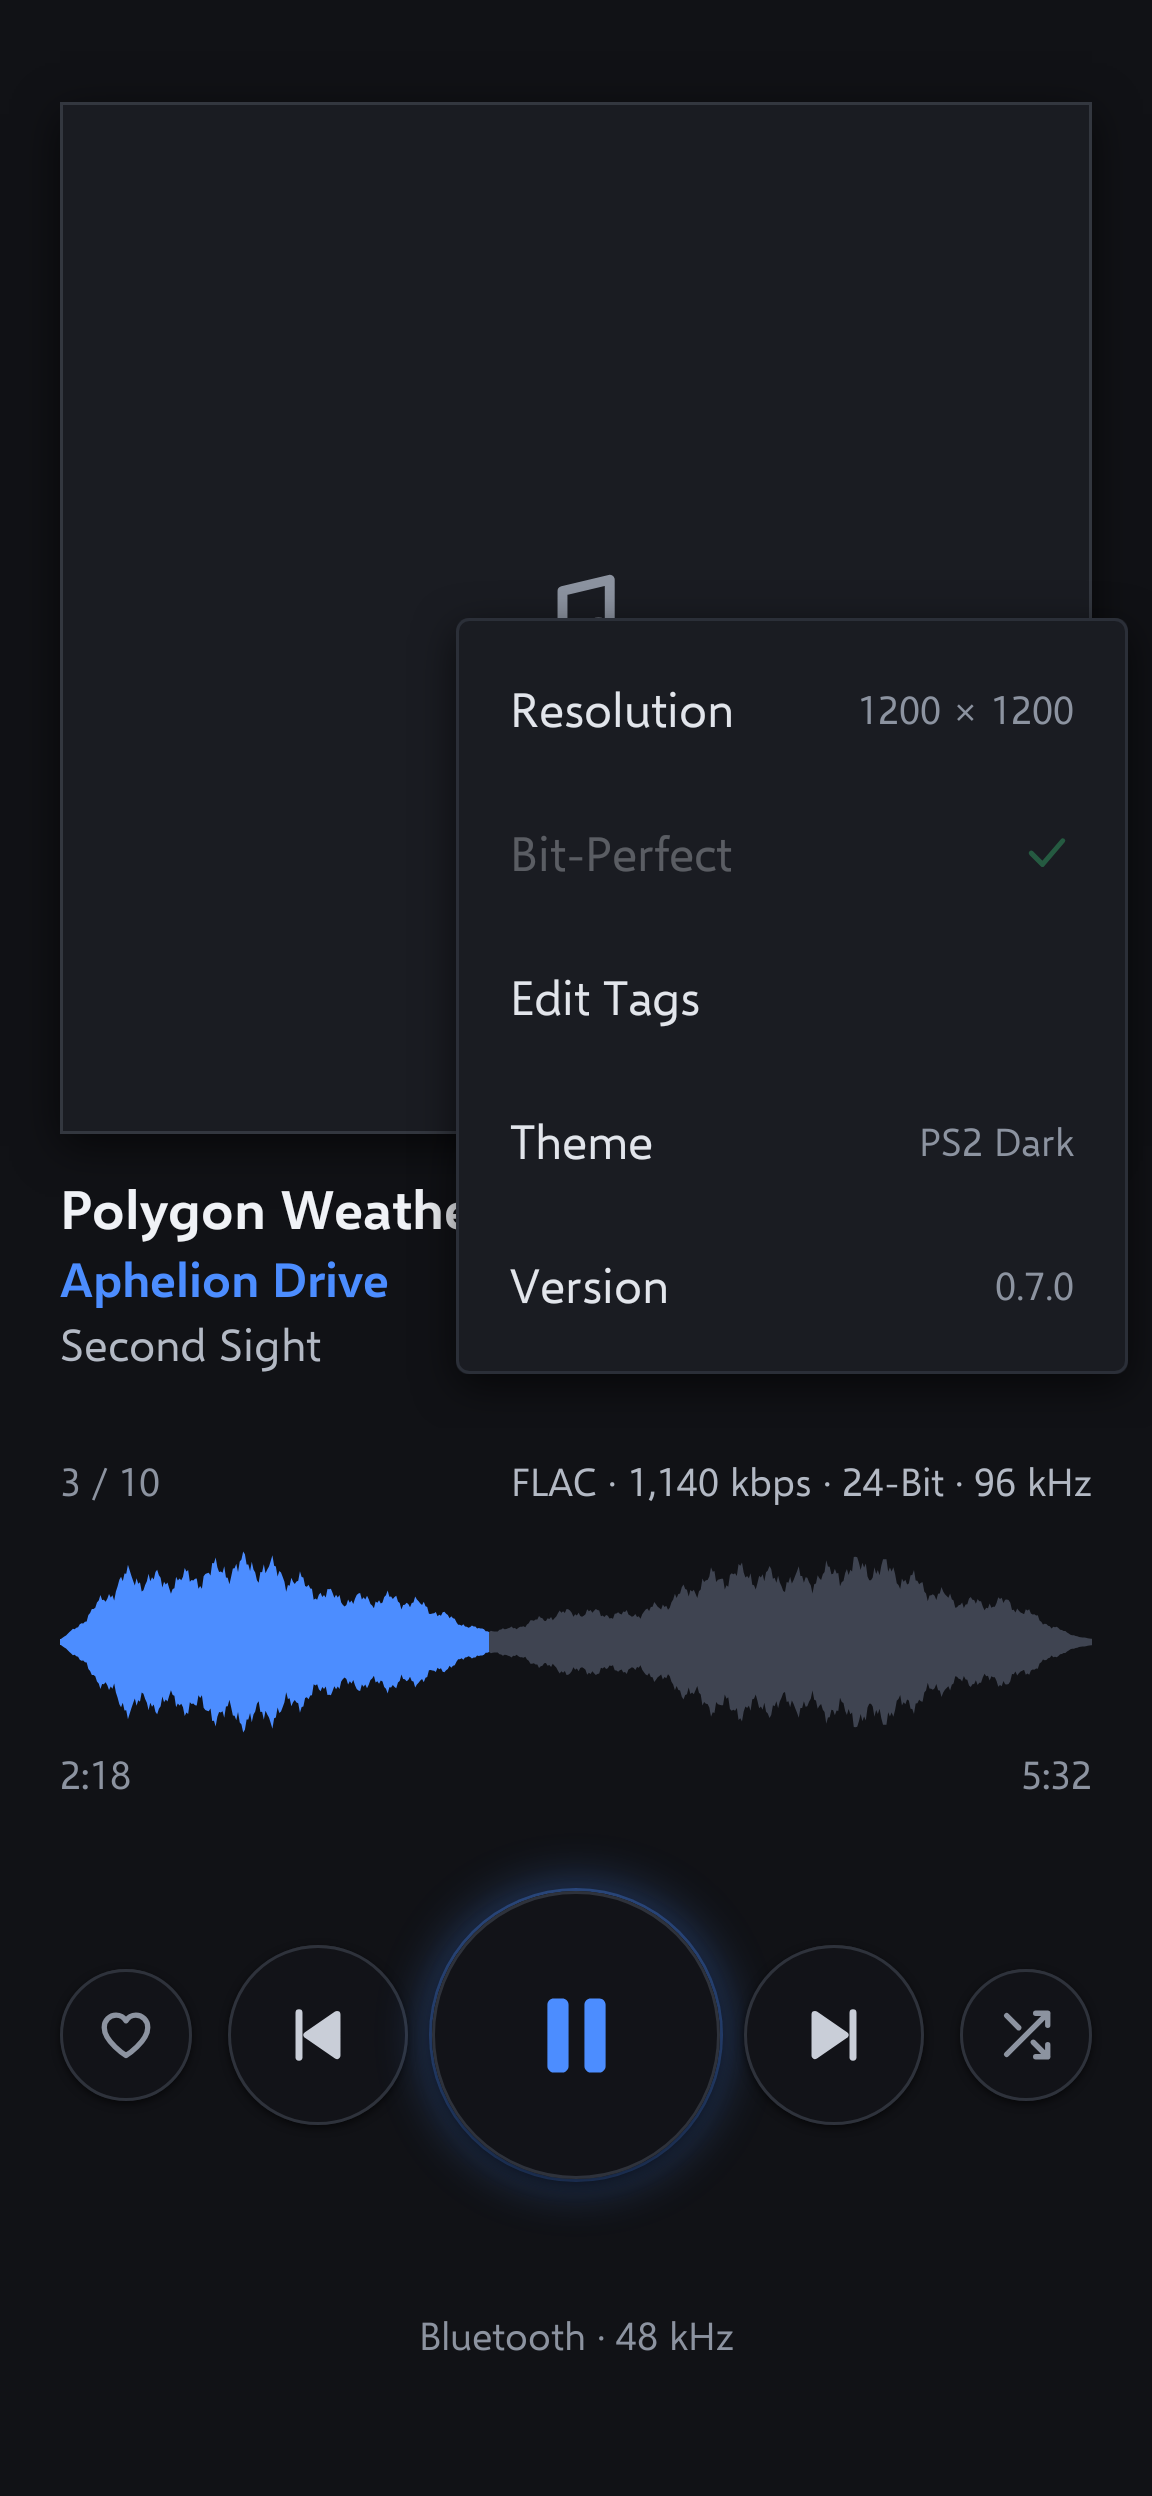 Resolution 1200 × 1200
Bit-Perfect
Edit Tags
Theme PS2 Dark
Version 0.7.0
Polygon
Aphelion Drive
Second Sight
3 / 10 FLAC · 1,140 kbps · 24-Bit · 96 kHz
2:18 5:32
Bluetooth · 48 kHz